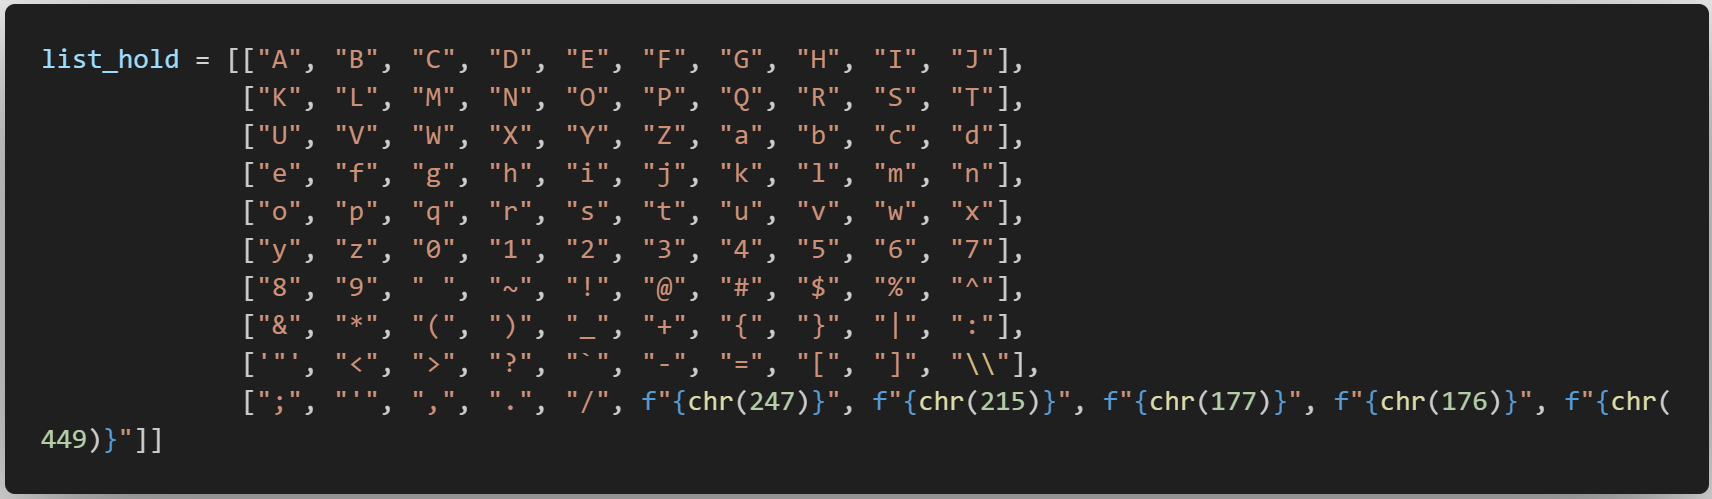 list_hold = [["A", "B", "C", "D", "E", "F", "G", "H", "I", "J"],
["K", "L", "M", "N", "O", "P", "Q", "R", "S", "T"],
["U", "V", "W", "X", "Y", "Z", "a", "b", "c", "d"],
["e", "f", "g", "h", "i", "j", "k", "l", "m", "n"],
["o", "p", "q", "r", "s", "t", "u", "v", "w", "x"],
["y", "z", "0", "1", "2", "3", "4", "5", "6", "7"],
["8", "9", " ", "~", "!", "@", "#", "$", "%", "^"],
["&", "*", "(", ")", "_", "+", "{", "}", "|", ":"],
['"', "<", ">", "?", "`", "-", "=", "[", "]", "\\"],
[";", "'", ",", ".", "/", f"{chr(247)}", f"{chr(215)}", f"{chr(177)}", f"{chr(176)}", f"{chr(
449)}"]]